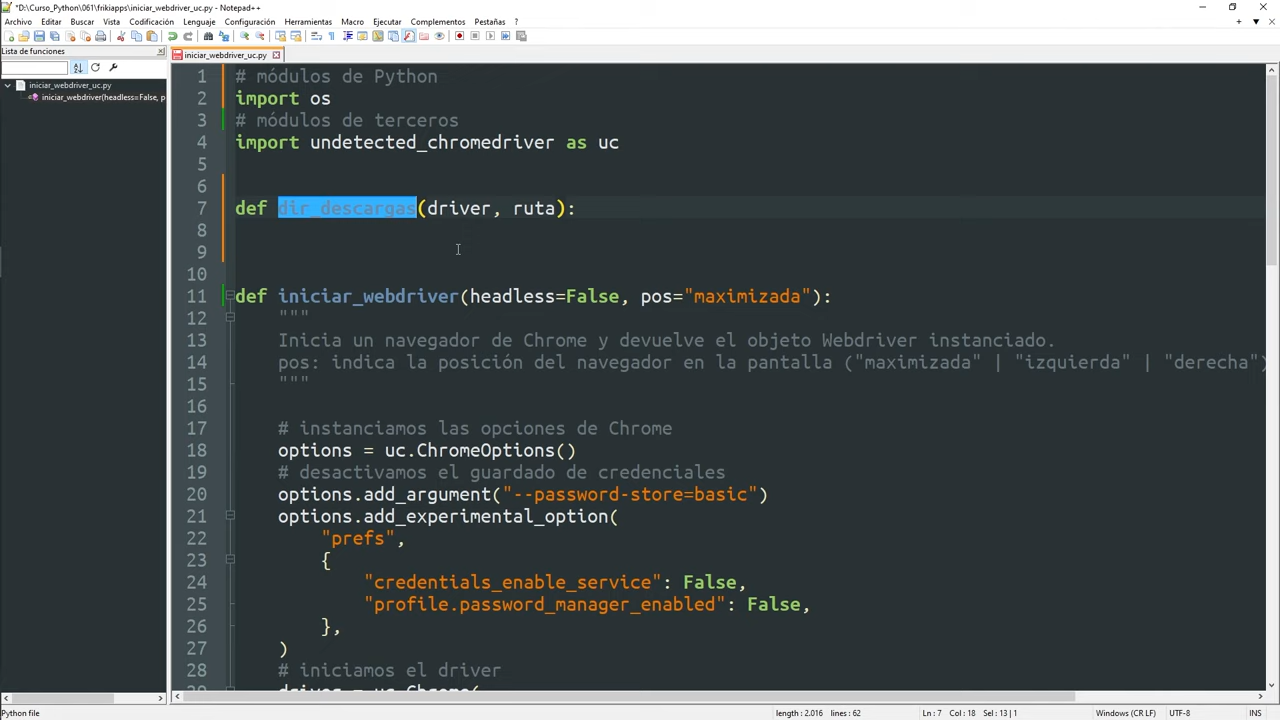 *D:\Curso_Python\061\frikiapps\iniciar_webdriver_uc.py - Notepad++
Archivo Editar Buscar Vista Codificación Lenguaje Configuración Herramientas Macro Ejecutar Complementos Pestañas ?
Lista de funciones
iniciar_webdriver_uc.py
iniciar_webdriver_uc.py
iniciar_webdriver(headless=False, p
1 # módulos de Python
2 import os
3 # módulos de terceros
4 import undetected_chromedriver as uc
5
6
7 def dir_descargas(driver, ruta):
8
9
10
11 def iniciar_webdriver(headless=False, pos="maximizada"):
12 """
13 Inicia un navegador de Chrome y devuelve el objeto Webdriver instanciado.
14 pos: indica la posición del navegador en la pantalla ("maximizada" | "izquierda" | "derecha")
15 """
16
17 # instanciamos las opciones de Chrome
18 options = uc.ChromeOptions()
19 # desactivamos el guardado de credenciales
20 options.add_argument("--password-store=basic")
21 options.add_experimental_option(
22 "prefs",
23 {
24 "credentials_enable_service": False,
25 "profile.password_manager_enabled": False,
26 },
27 )
28 # iniciamos el driver
29 driver = uc.Chrome(
Python file
length : 2.016 lines : 62
Ln : 7 Col : 18 Sel : 13 | 1
Windows (CR LF)
UTF-8
INS